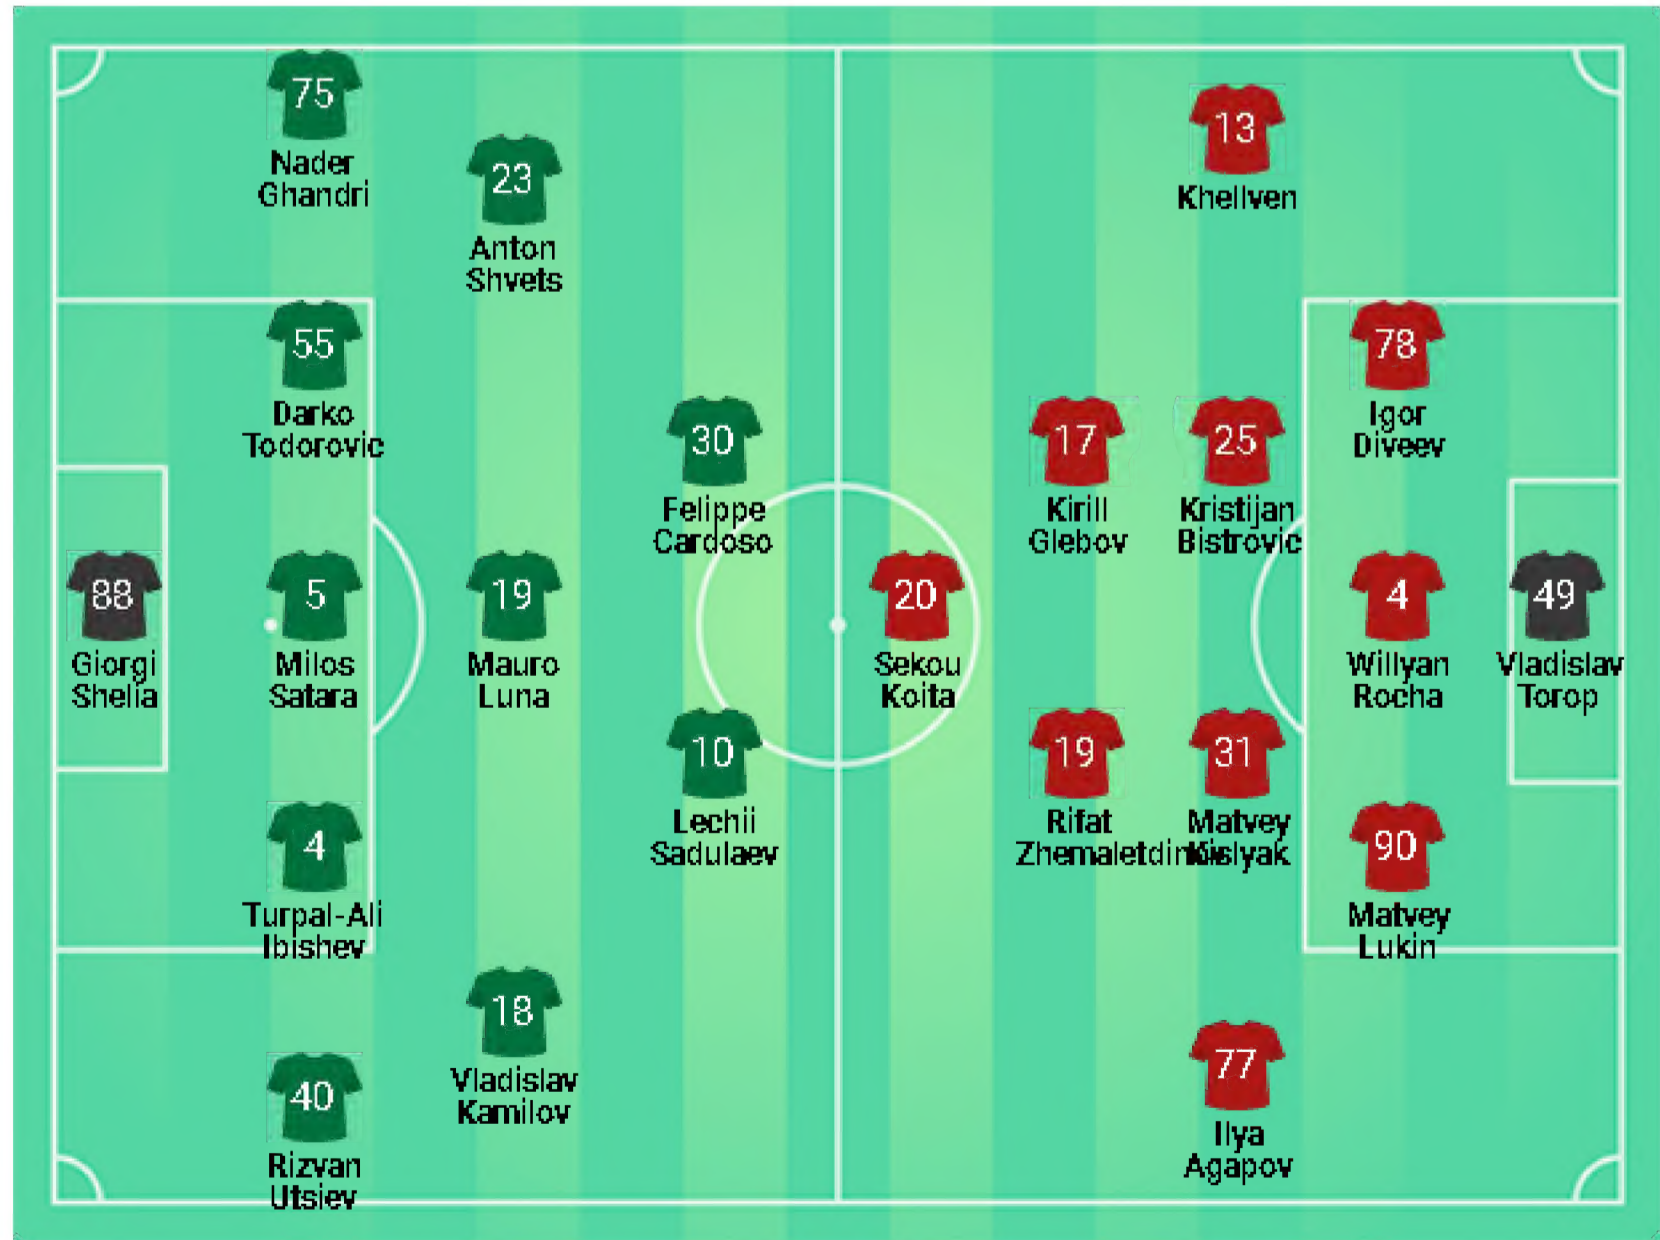 75
Nader
Ghandri
23
Anton
Shvets
55
Darko
Todorovic
30
Felippe
Cardoso
88
Giorgi
Shelia
5
Milos
Satara
19
Mauro
Luna
10
Lechii
Sadulaev
4
Turpal-Ali
Ibishev
18
Vladislav
Kamilov
40
Rizvan
Utsiev
13
Khellven
78
Igor
Diveev
17
Kirill
Glebov
25
Kristijan
Bistrovic
20
Sekou
Koita
4
Willyan
Rocha
49
Vladislav
Torop
19
Rifat
Zhemaletdinov
31
Matvey
Kislyak
90
Matvey
Lukin
77
Ilya
Agapov